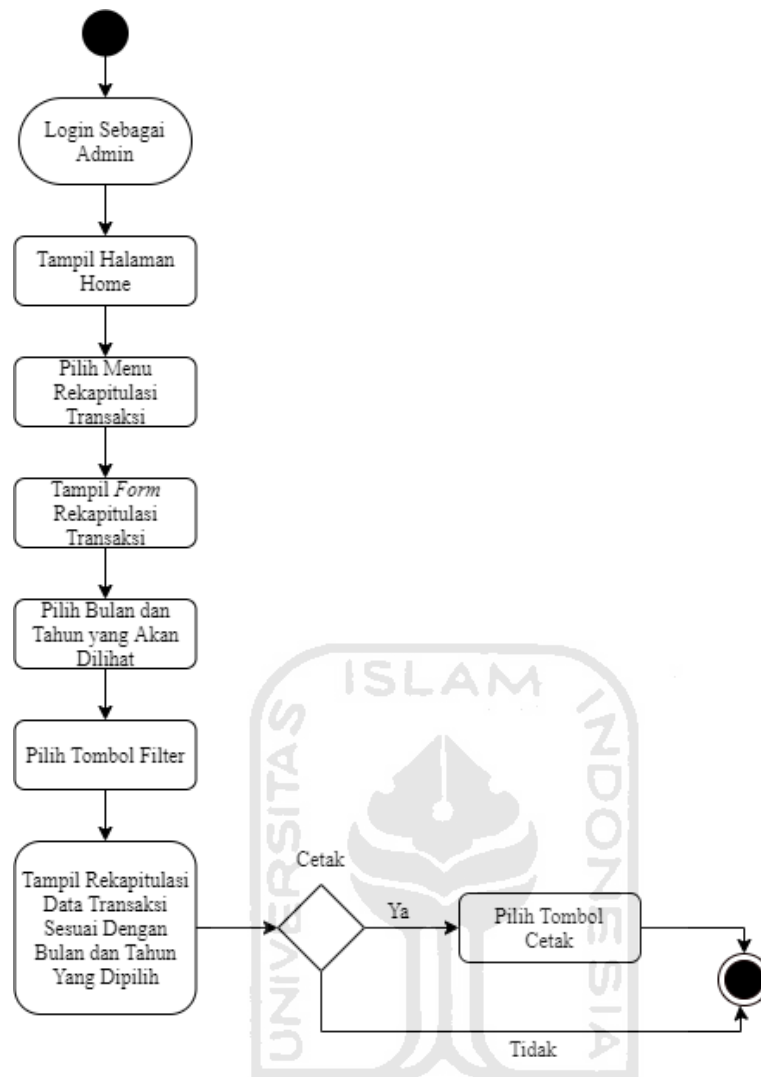 Login Sebagai
Admin
Tampil Halaman
Home
Pilih Menu
Rekapitulasi
Transaksi
Tampil Form
Rekapitulasi
Transaksi
Pilih Bulan dan
Tahun yang Akan
Dilihat
Pilih Tombol Filter
Tampil Rekapitulasi
Data Transaksi
Sesuai Dengan
Bulan dan Tahun
Yang Dipilih
Cetak
Ya
Pilih Tombol
Cetak
Tidak
UNIVERSITAS
ISLAM
INDONESIA